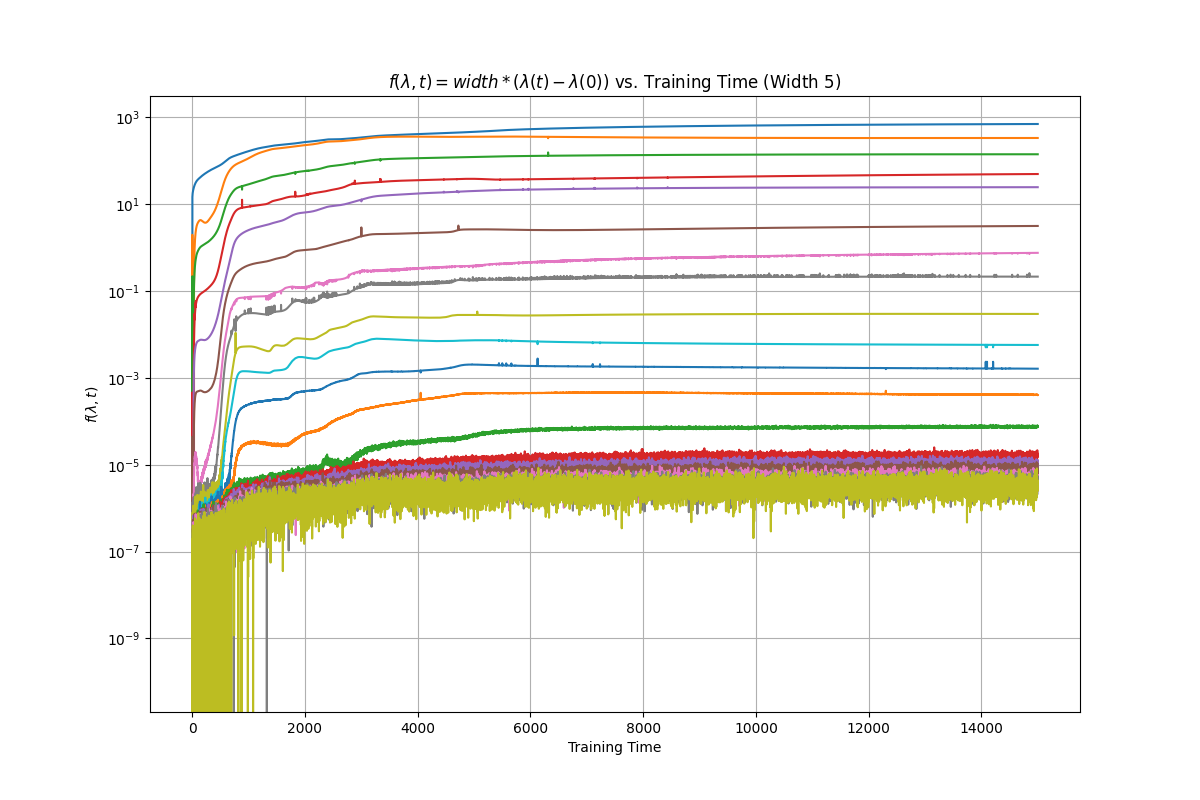 f(λ, t) = width * (λ(t) − λ(0)) vs. Training Time (Width 5)
f(λ, t)
10³
10¹
10⁻¹
10⁻³
10⁻⁵
10⁻⁷
10⁻⁹
0 2000 4000 6000 8000 10000 12000 14000
Training Time